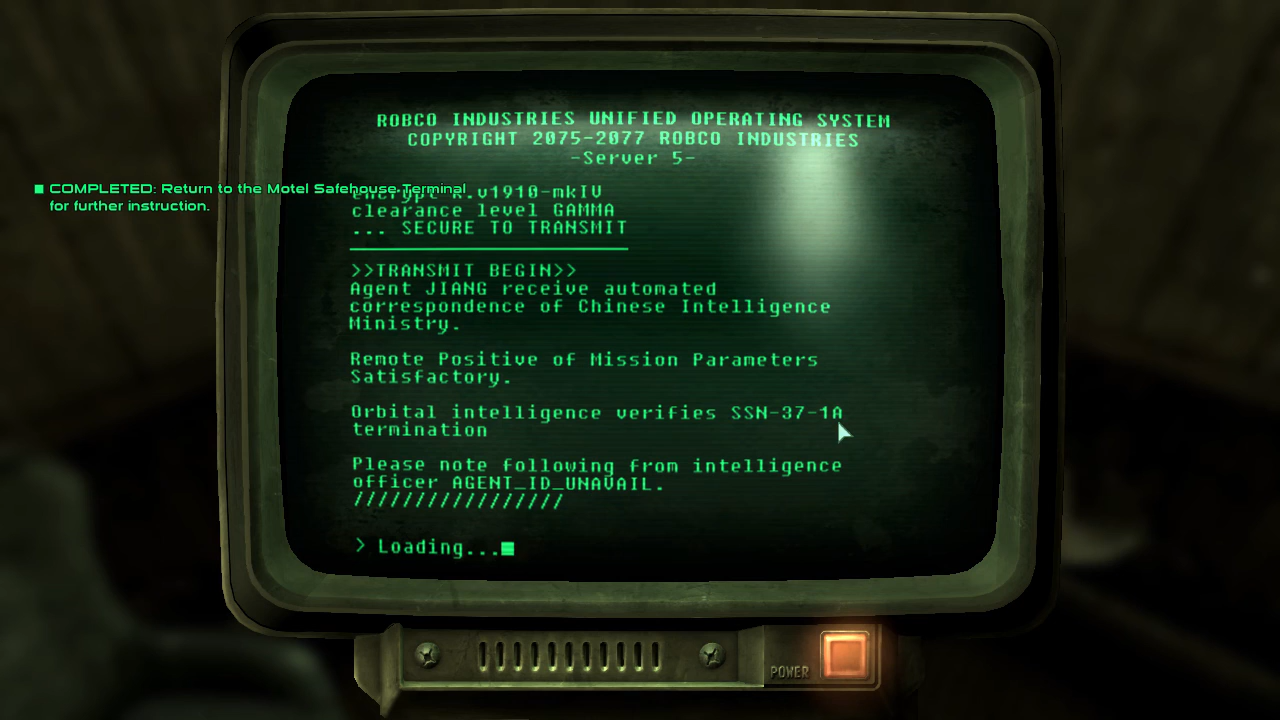 ROBCO INDUSTRIES UNIFIED OPERATING SYSTEM
COPYRIGHT 2075-2077 ROBCO INDUSTRIES
-Server 5-
COMPLETED: Return to the Motel Safehouse Terminal
for further instruction.
encrypt R.v1910-mkIV
clearance level GAMMA
... SECURE TO TRANSMIT
>>TRANSMIT BEGIN>>
Agent JIANG receive automated
correspondence of Chinese Intelligence
Ministry.
Remote Positive of Mission Parameters
Satisfactory.
Orbital intelligence verifies SSN-37-1A
termination
Please note following from intelligence
officer AGENT_ID_UNAVAIL.
/////////////////
> Loading...
POWER